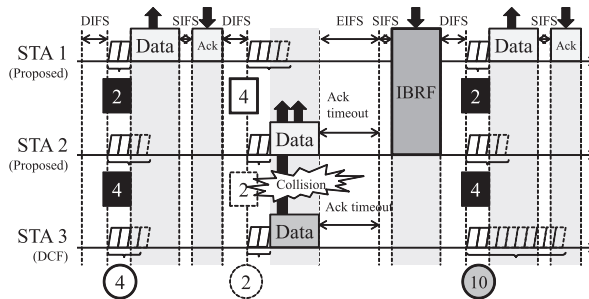 DIFS SIFS DIFS EIFS SIFS DIFS SIFS
STA 1 Data Ack IBRF Data Ack
(Proposed)
2 4 2
Ack
timeout
STA 2 Data
(Proposed)
4 2 Collision 4
Ack timeout
STA 3 Data
(DCF)
4 2 10